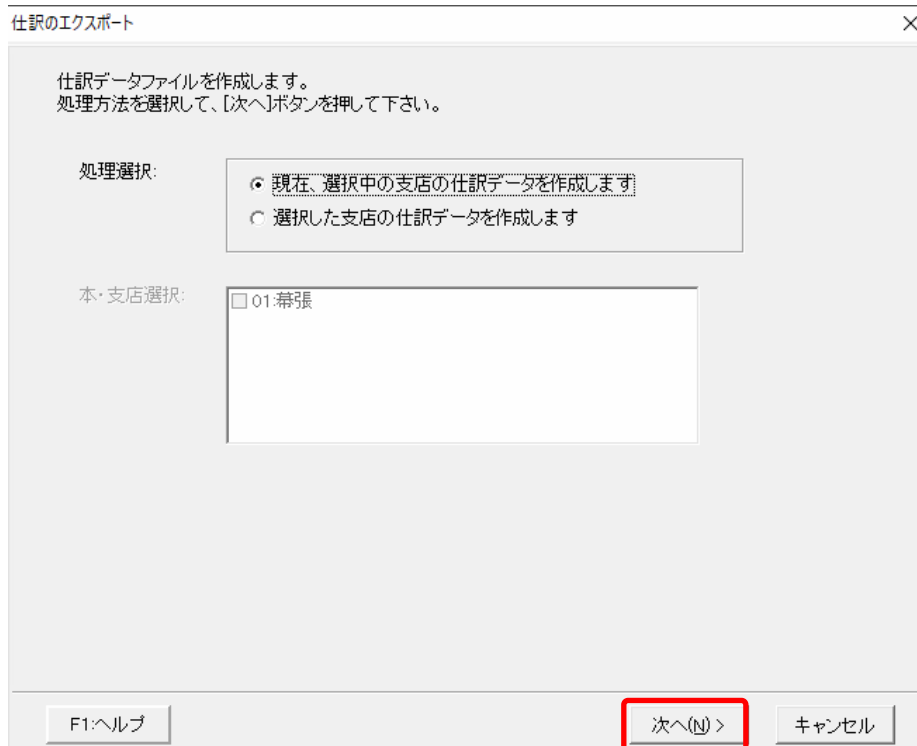 仕訳のエクスポート
仕訳データファイルを作成します。
処理方法を選択して、[次へ]ボタンを押して下さい。
処理選択:
現在、選択中の支店の仕訳データを作成します
選択した支店の仕訳データを作成します
本・支店選択:
01:幕張
F1:ヘルプ
次へ(N) >
キャンセル